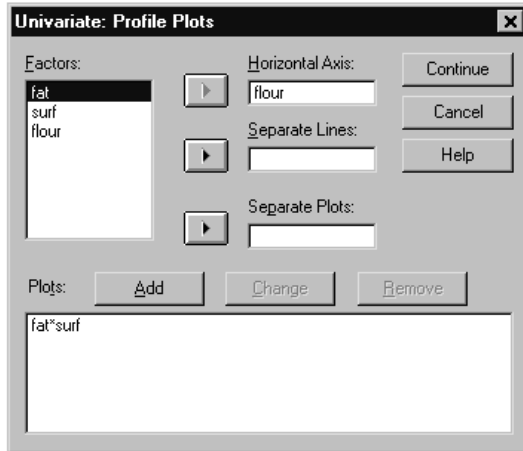 Univariate: Profile Plots
Factors:
fat
surf
flour
Horizontal Axis:
flour
Separate Lines:
Separate Plots:
Continue
Cancel
Help
Plots:
Add
Change
Remove
fat*surf